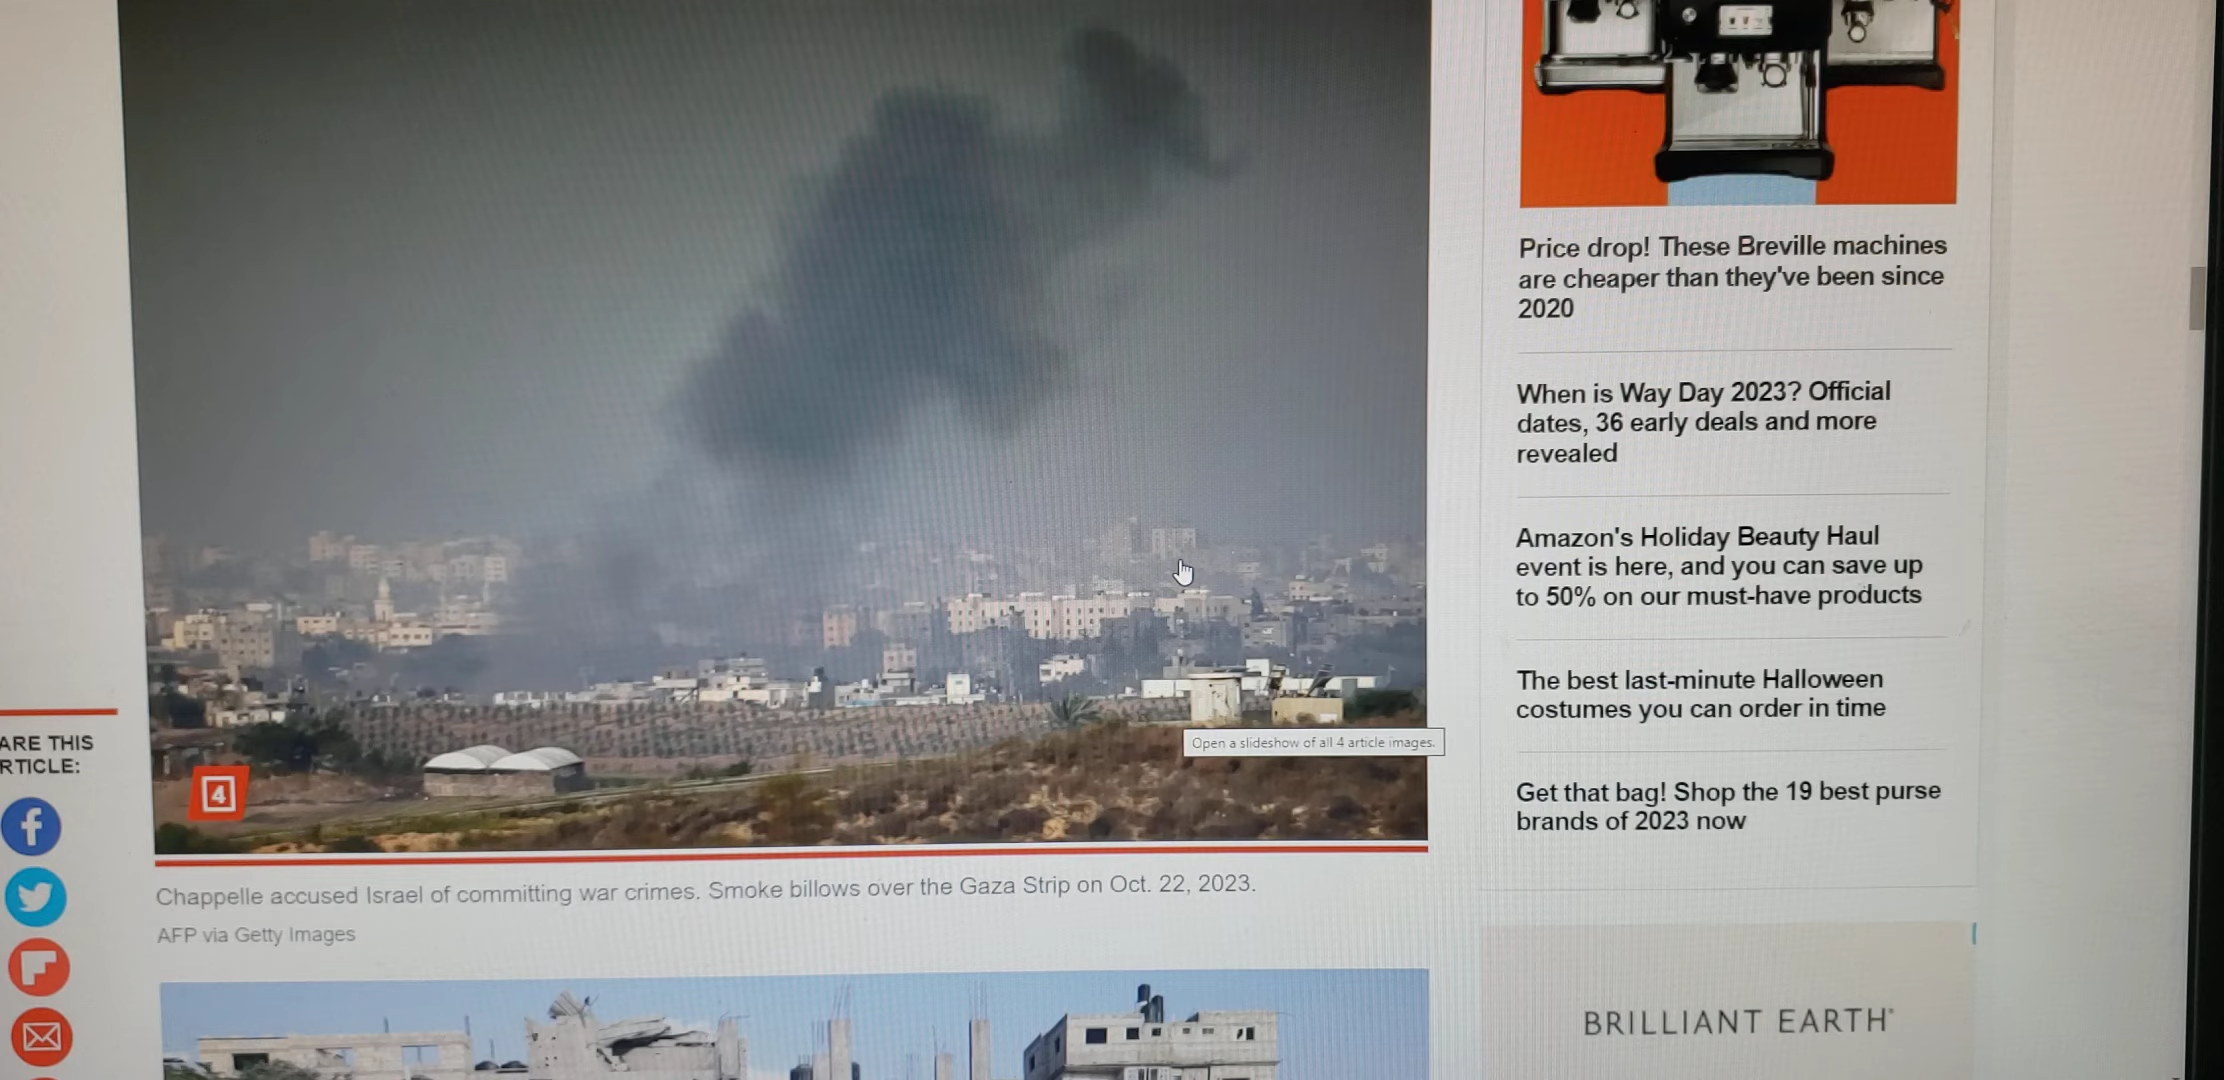 ARE THIS
RTICLE:
4
Open a slideshow of all 4 article images.
Chappelle accused Israel of committing war crimes. Smoke billows over the Gaza Strip on Oct. 22, 2023.
AFP via Getty Images
Price drop! These Breville machines
are cheaper than they've been since
2020
When is Way Day 2023? Official
dates, 36 early deals and more
revealed
Amazon's Holiday Beauty Haul
event is here, and you can save up
to 50% on our must-have products
The best last-minute Halloween
costumes you can order in time
Get that bag! Shop the 19 best purse
brands of 2023 now
BRILLIANT EARTH